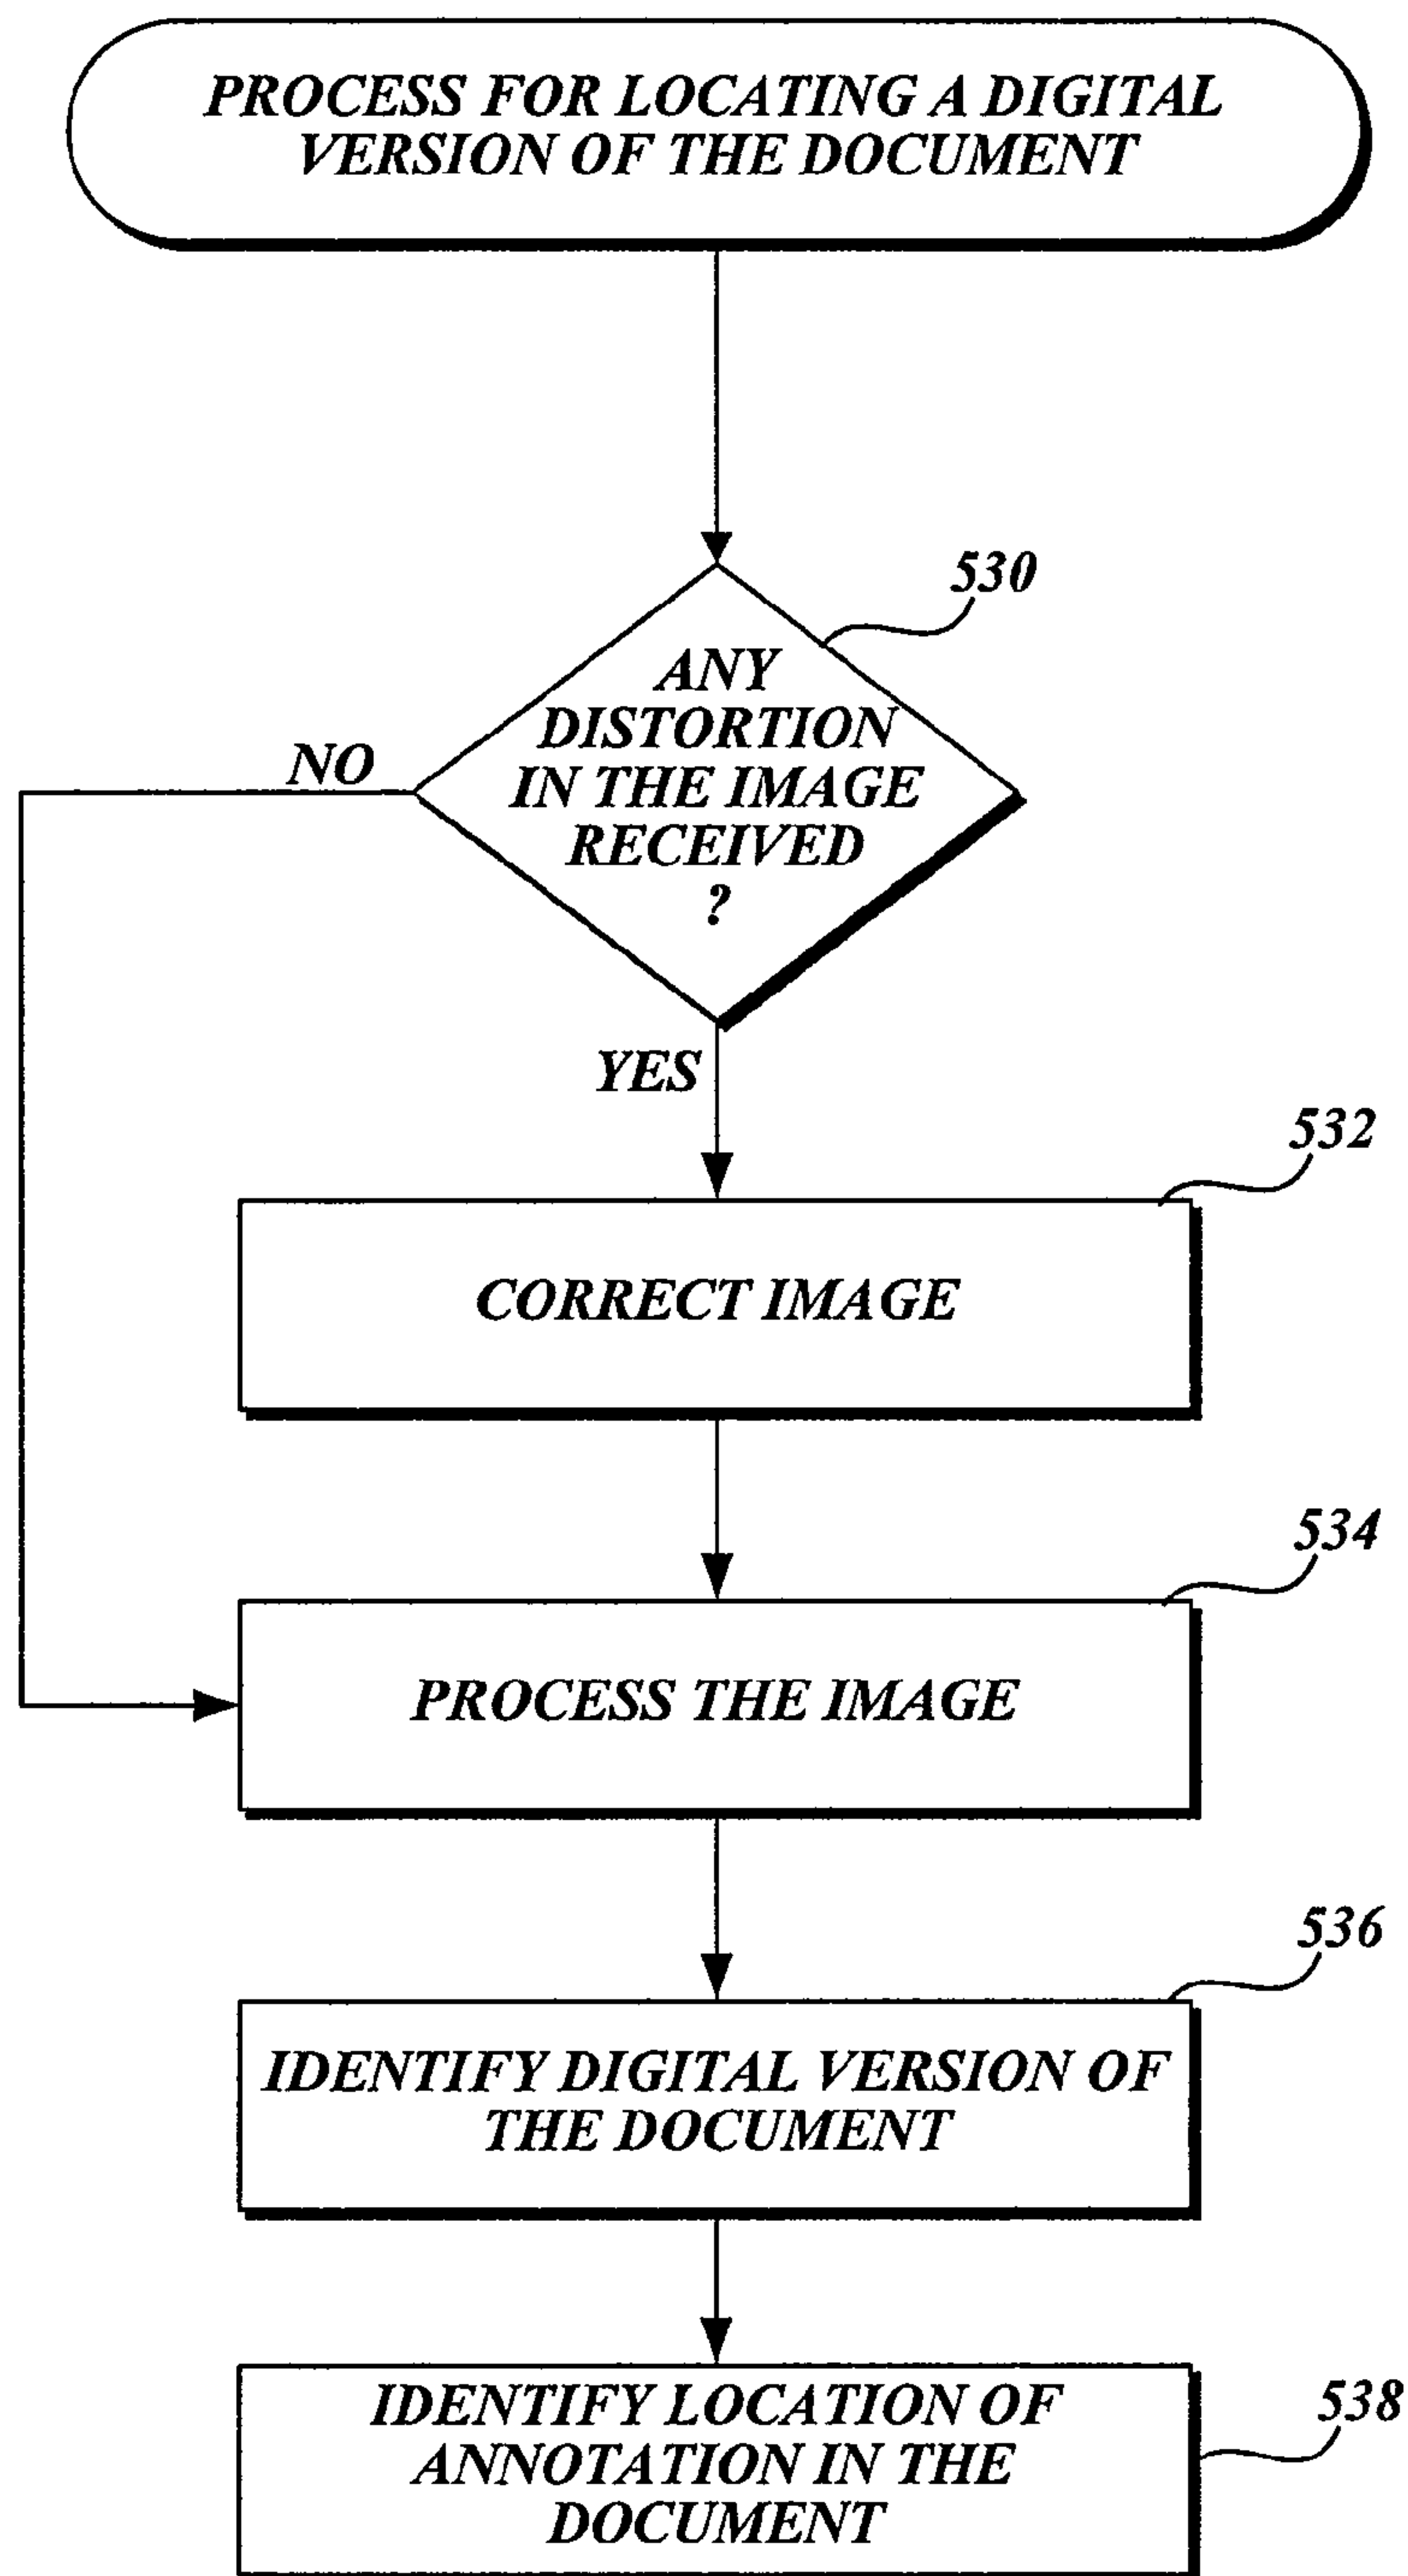 PROCESS FOR LOCATING A DIGITAL
VERSION OF THE DOCUMENT
530
ANY
DISTORTION
IN THE IMAGE
RECEIVED
?
NO
YES
532
CORRECT IMAGE
534
PROCESS THE IMAGE
536
IDENTIFY DIGITAL VERSION OF
THE DOCUMENT
538
IDENTIFY LOCATION OF
ANNOTATION IN THE
DOCUMENT